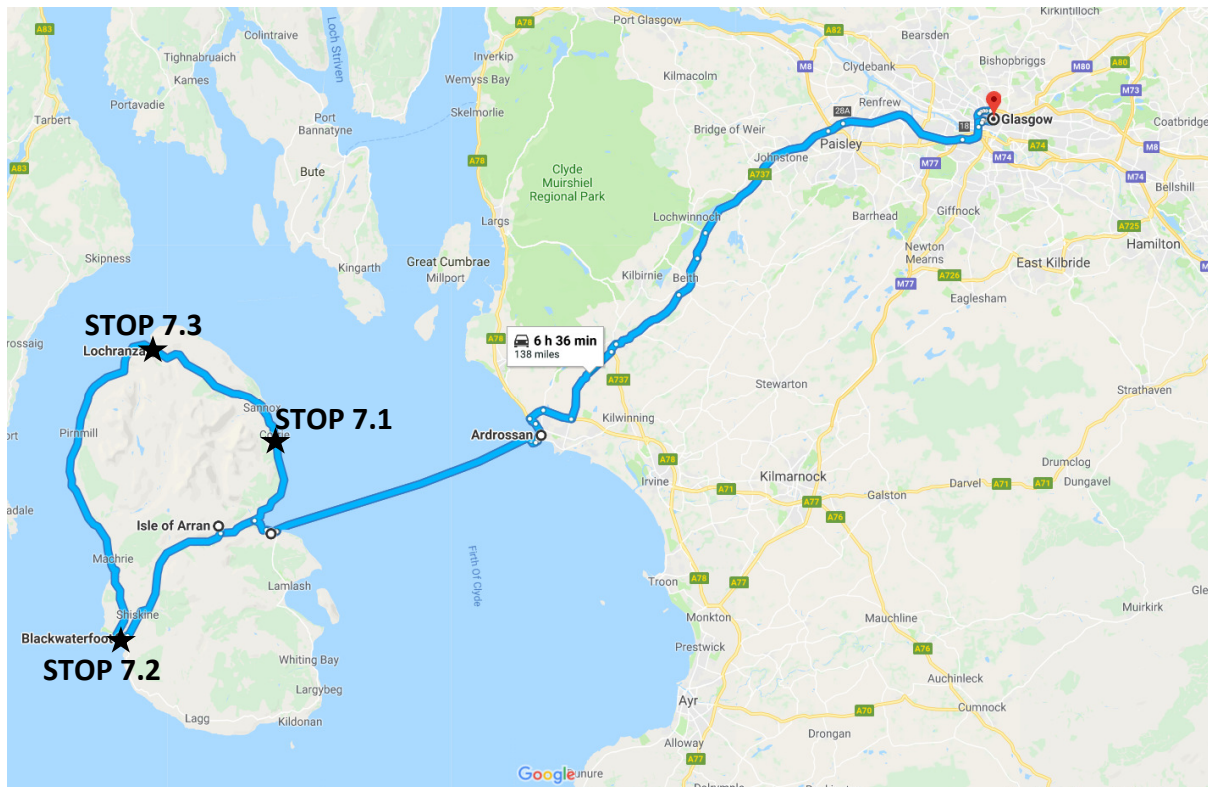 A83
Colintraive
Tighnabruaich
Kames
Loch Striven
Portavadie
Tarbert
A83
Port
Bannatyne
Bute
Skipness
Kingarth
A78
Inverkip
Wemyss Bay
Skelmorlie
A78
Largs
Great Cumbrae
Millport
Port Glasgow
Kilmacolm
Bridge of Weir
Clyde
Muirshiel
Regional Park
Lochwinnoch
Kilbirnie
Beith
A82
Bearsden
Kirkintilloch
Bishopbriggs
M8
Clydebank
M80
A80
M73
28A
Renfrew
18
Glasgow
Coatbridge
Paisley
Johnstone
A737
M77
M74
A74
M8
M74
Bellshill
Barrhead
Giffnock
A725
Hamilton
Newton
Mearns
A726
East Kilbride
M77
Eaglesham
STOP 7.3
Lochranza
STOP 7.1
Sannox
Pirnmill
Isle of Arran
Machrie
Lamlash
Shiskine
Blackwaterfoot
STOP 7.2
Whiting Bay
Largybeg
Lagg
Kildonan
A78
6 h 36 min
138 miles
A737
Stewarton
Strathaven
Ardrossan
Kilwinning
A78
Irvine
A71
Kilmarnock
A77
Galston
Darvel
A71
A71
Drumclog
Dungavel
A76
Firth Of Clyde
Troon
A78
A77
Monkton
Mauchline
Muirkirk
Prestwick
A76
Auchinleck
Ayr
Cumnock
A70
Drongan
Alloway
A77
Google